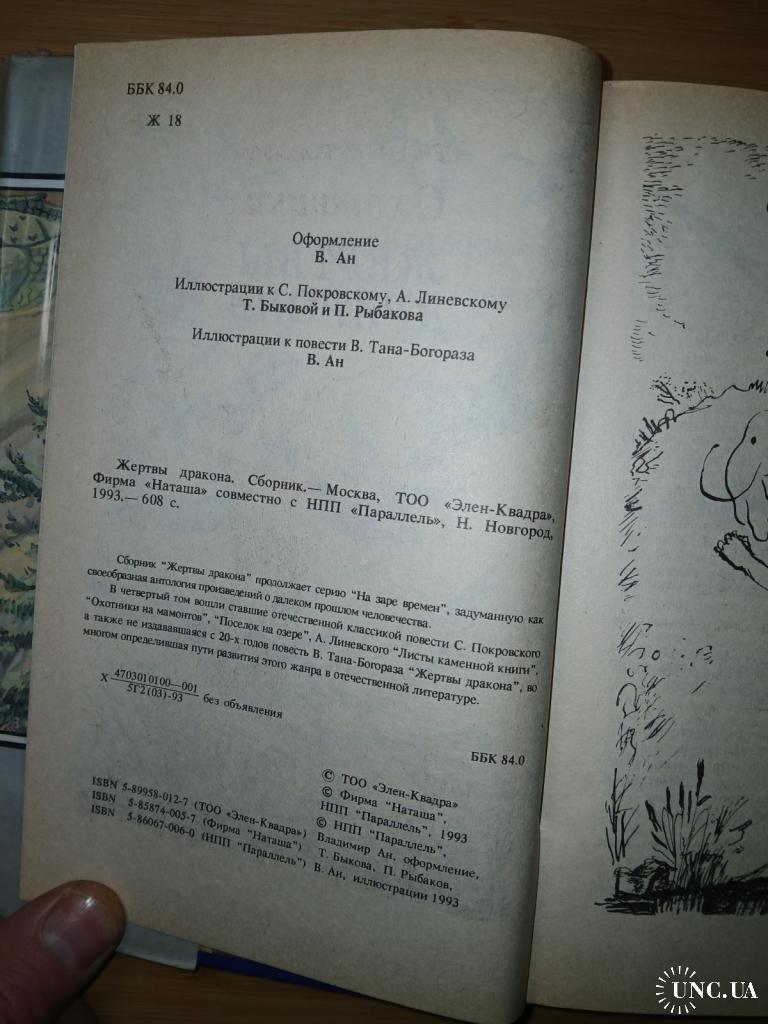 ББК 84.0
Ж 18
Оформление
В. Ан
Иллюстрации к С. Покровскому, А. Линевскому
Т. Быковой и П. Рыбакова
Иллюстрации к повести В. Тана-Богораза
В. Ан
Жертвы дракона. Сборник.— Москва, ТОО «Элен-Квадра»,
Фирма «Наташа» совместно с НПП «Параллель», Н. Новгород,
1993.— 608 с.
Сборник "Жертвы дракона" продолжает серию "На заре времен", задуманную как
своеобразная антология произведений о далеком прошлом человечества.
В четвертый том вошли ставшие отечественной классикой повести С. Покровского
"Охотники на мамонтов", "Поселок на озере", А. Линевского "Листы каменной книги",
а также не издававшаяся с 20-х годов повесть В. Тана-Богораза "Жертвы дракона", во
многом определившая пути развития этого жанра в отечественной литературе.
Х 4703010100—001
5Г2(03)-93 без объявления
ББК 84.0
ISBN 5-89958-012-7 (ТОО «Элен-Квадра»)
ISBN 5-85874-005-7 (Фирма "Наташа")
ISBN 5-86067-006-0 (НПП "Параллель")
© ТОО «Элен-Квадра»
© Фирма "Наташа",
НПП "Параллель", 1993
© НПП "Параллель",
Владимир Ан, оформление,
Т. Быкова, П. Рыбаков,
В. Ан, иллюстрации 1993
UNC.UA